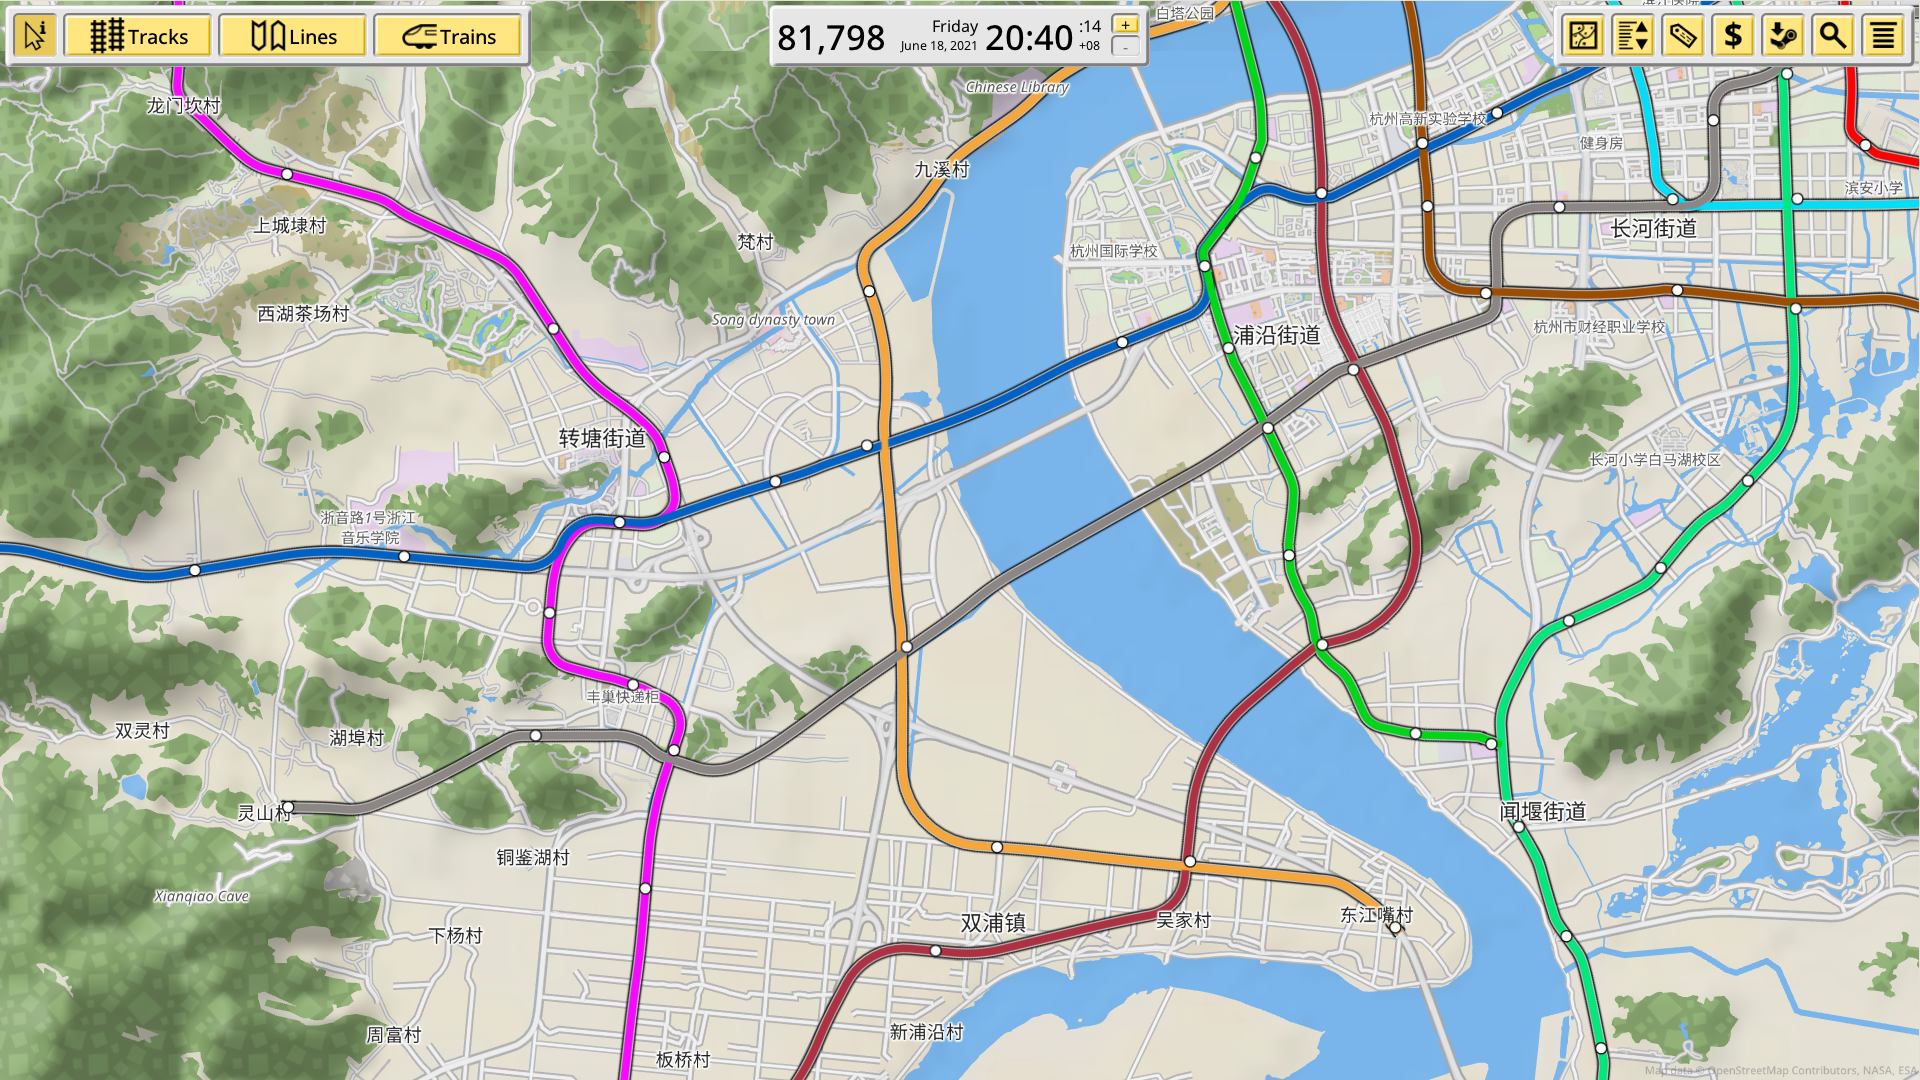 Tracks
Lines
Trains
81,798
Friday
June 18, 2021
20:40
:14
+08
+
-
$
白塔公园
Chinese Library
龙门坎村
杭州高新实验学校
健身房
九溪村
滨安小学
上城埭村
梵村
杭州国际学校
长河街道
西湖茶场村
Song dynasty town
浦沿街道
杭州市财经职业学校
转塘街道
长河小学白马湖校区
浙音路1号浙江
音乐学院
丰巢快递柜
双灵村
湖埠村
灵山村
闻堰街道
铜鉴湖村
Xianqiao Cave
双浦镇
吴家村
东江嘴村
下杨村
周富村
新浦沿村
板桥村
Map data © OpenStreetMap Contributors, NASA, ESA